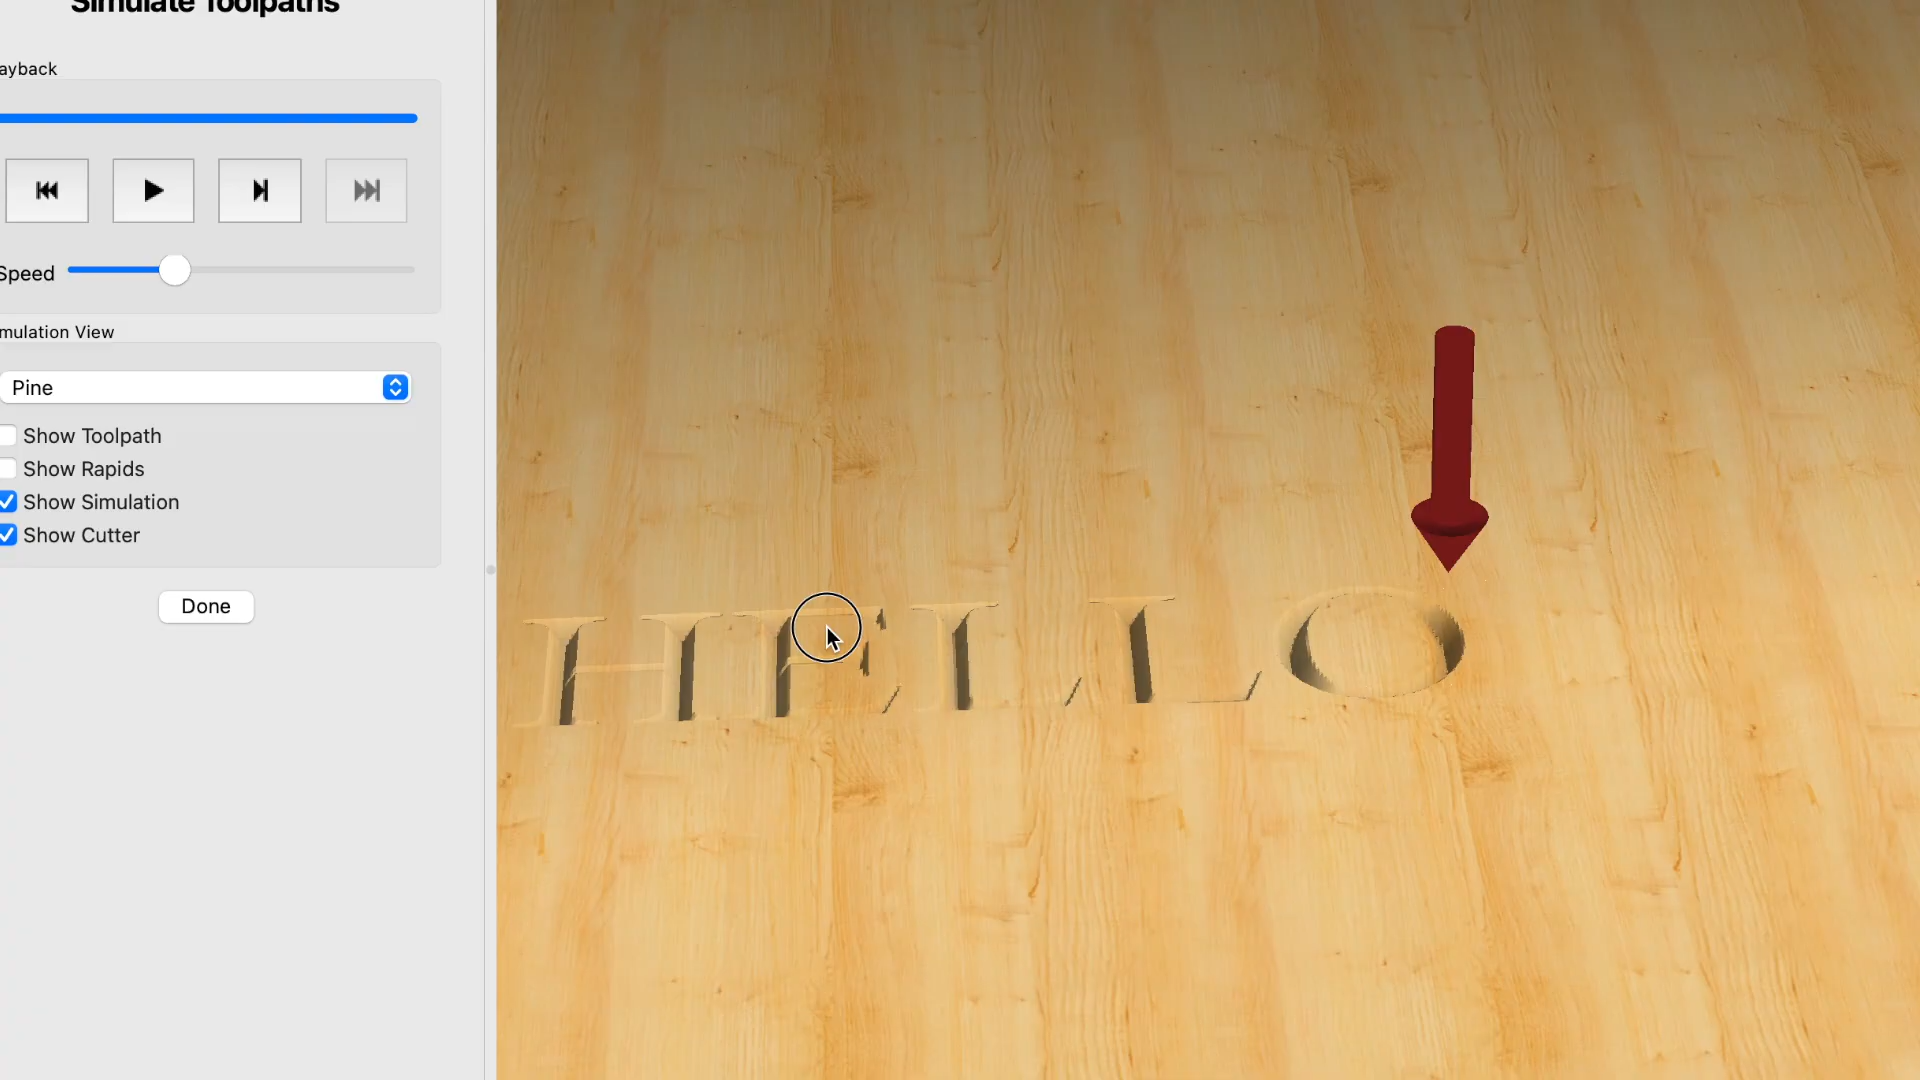 Simulate Toolpaths
ayback
Speed
mulation View
Pine
Show Toolpath
Show Rapids
Show Simulation
Show Cutter
Done
HELLO